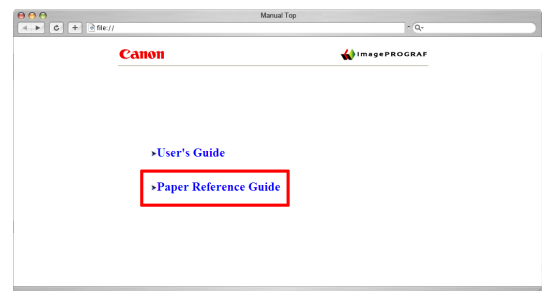 Manual Top
file://
Canon
imagePROGRAF
➤User's Guide
➤Paper Reference Guide